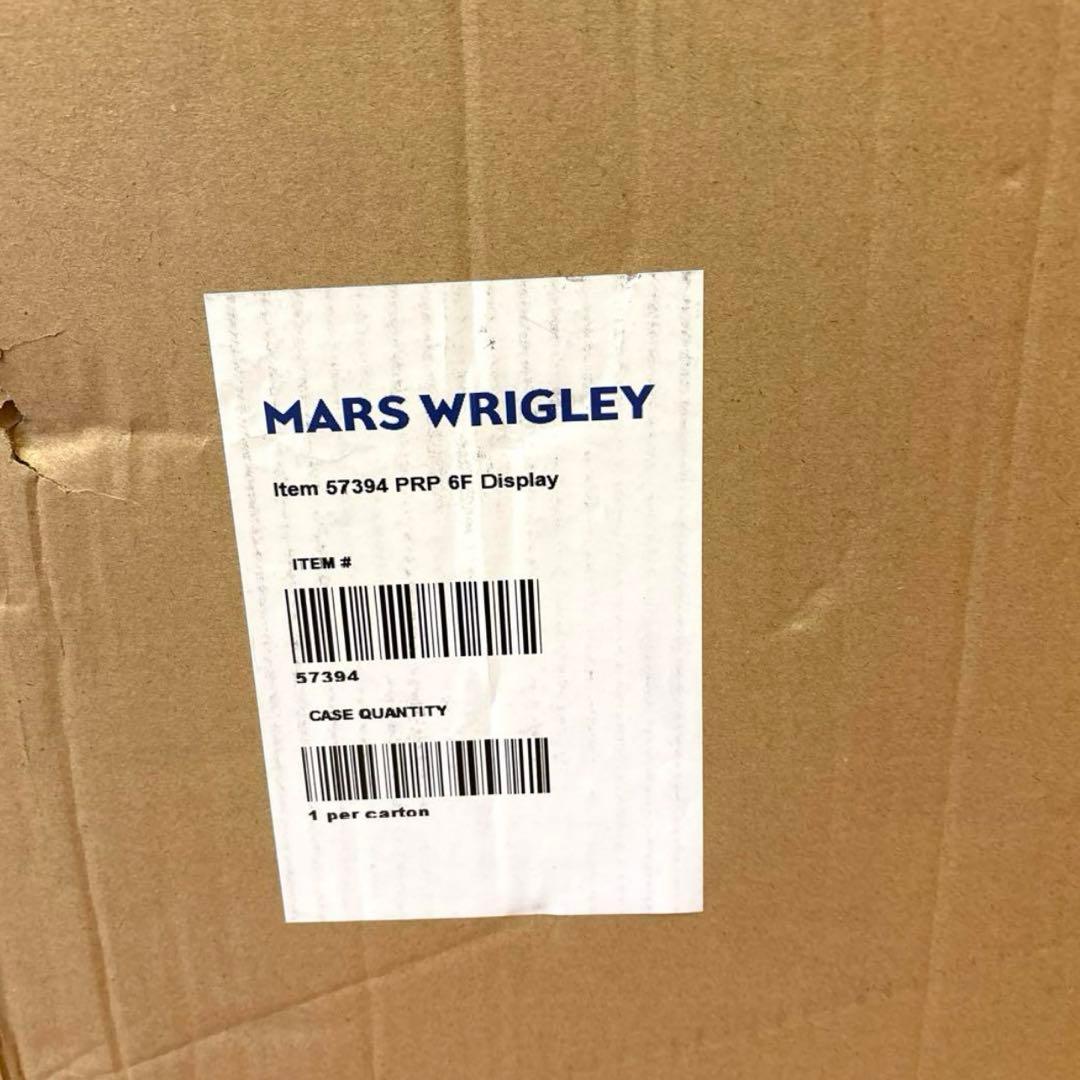 MARS WRIGLEY
Item 57394 PRP 6F Display
ITEM #
57394
CASE QUANTITY
1 per carton